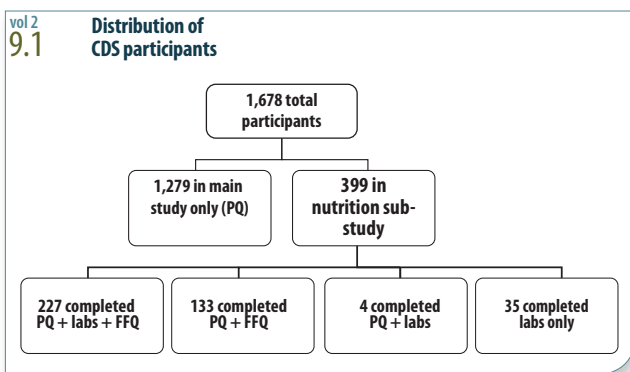 vol 2
9.1
Distribution of
CDS participants
1,678 total
participants
1,279 in main
study only (PQ)
399 in
nutrition sub-
study
227 completed
PQ + labs + FFQ
133 completed
PQ + FFQ
4 completed
PQ + labs
35 completed
labs only